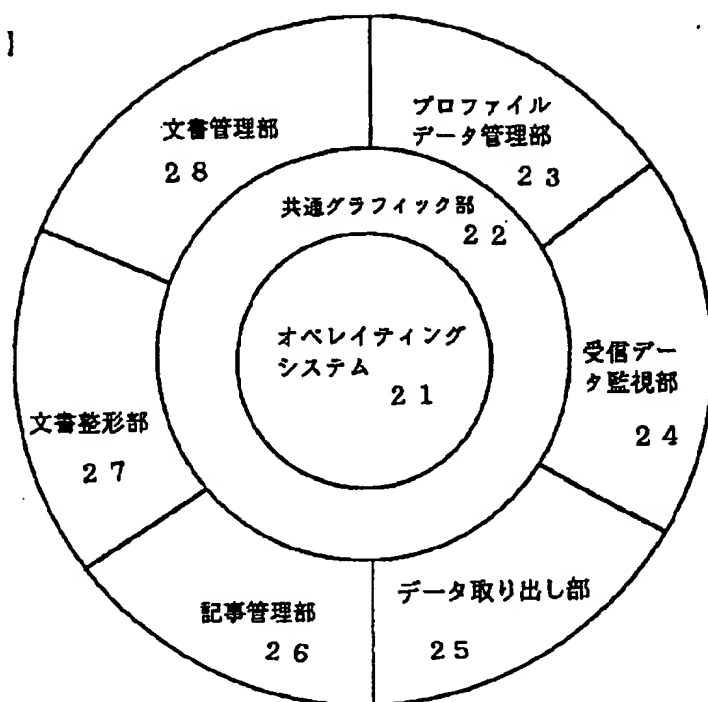 】
文書管理部
28
プロファイル
データ管理部
23
共通グラフィック部
22
オペレイティング
システム
21
受信デー
タ監視部
24
文書整形部
27
データ取り出し部
25
記事管理部
26